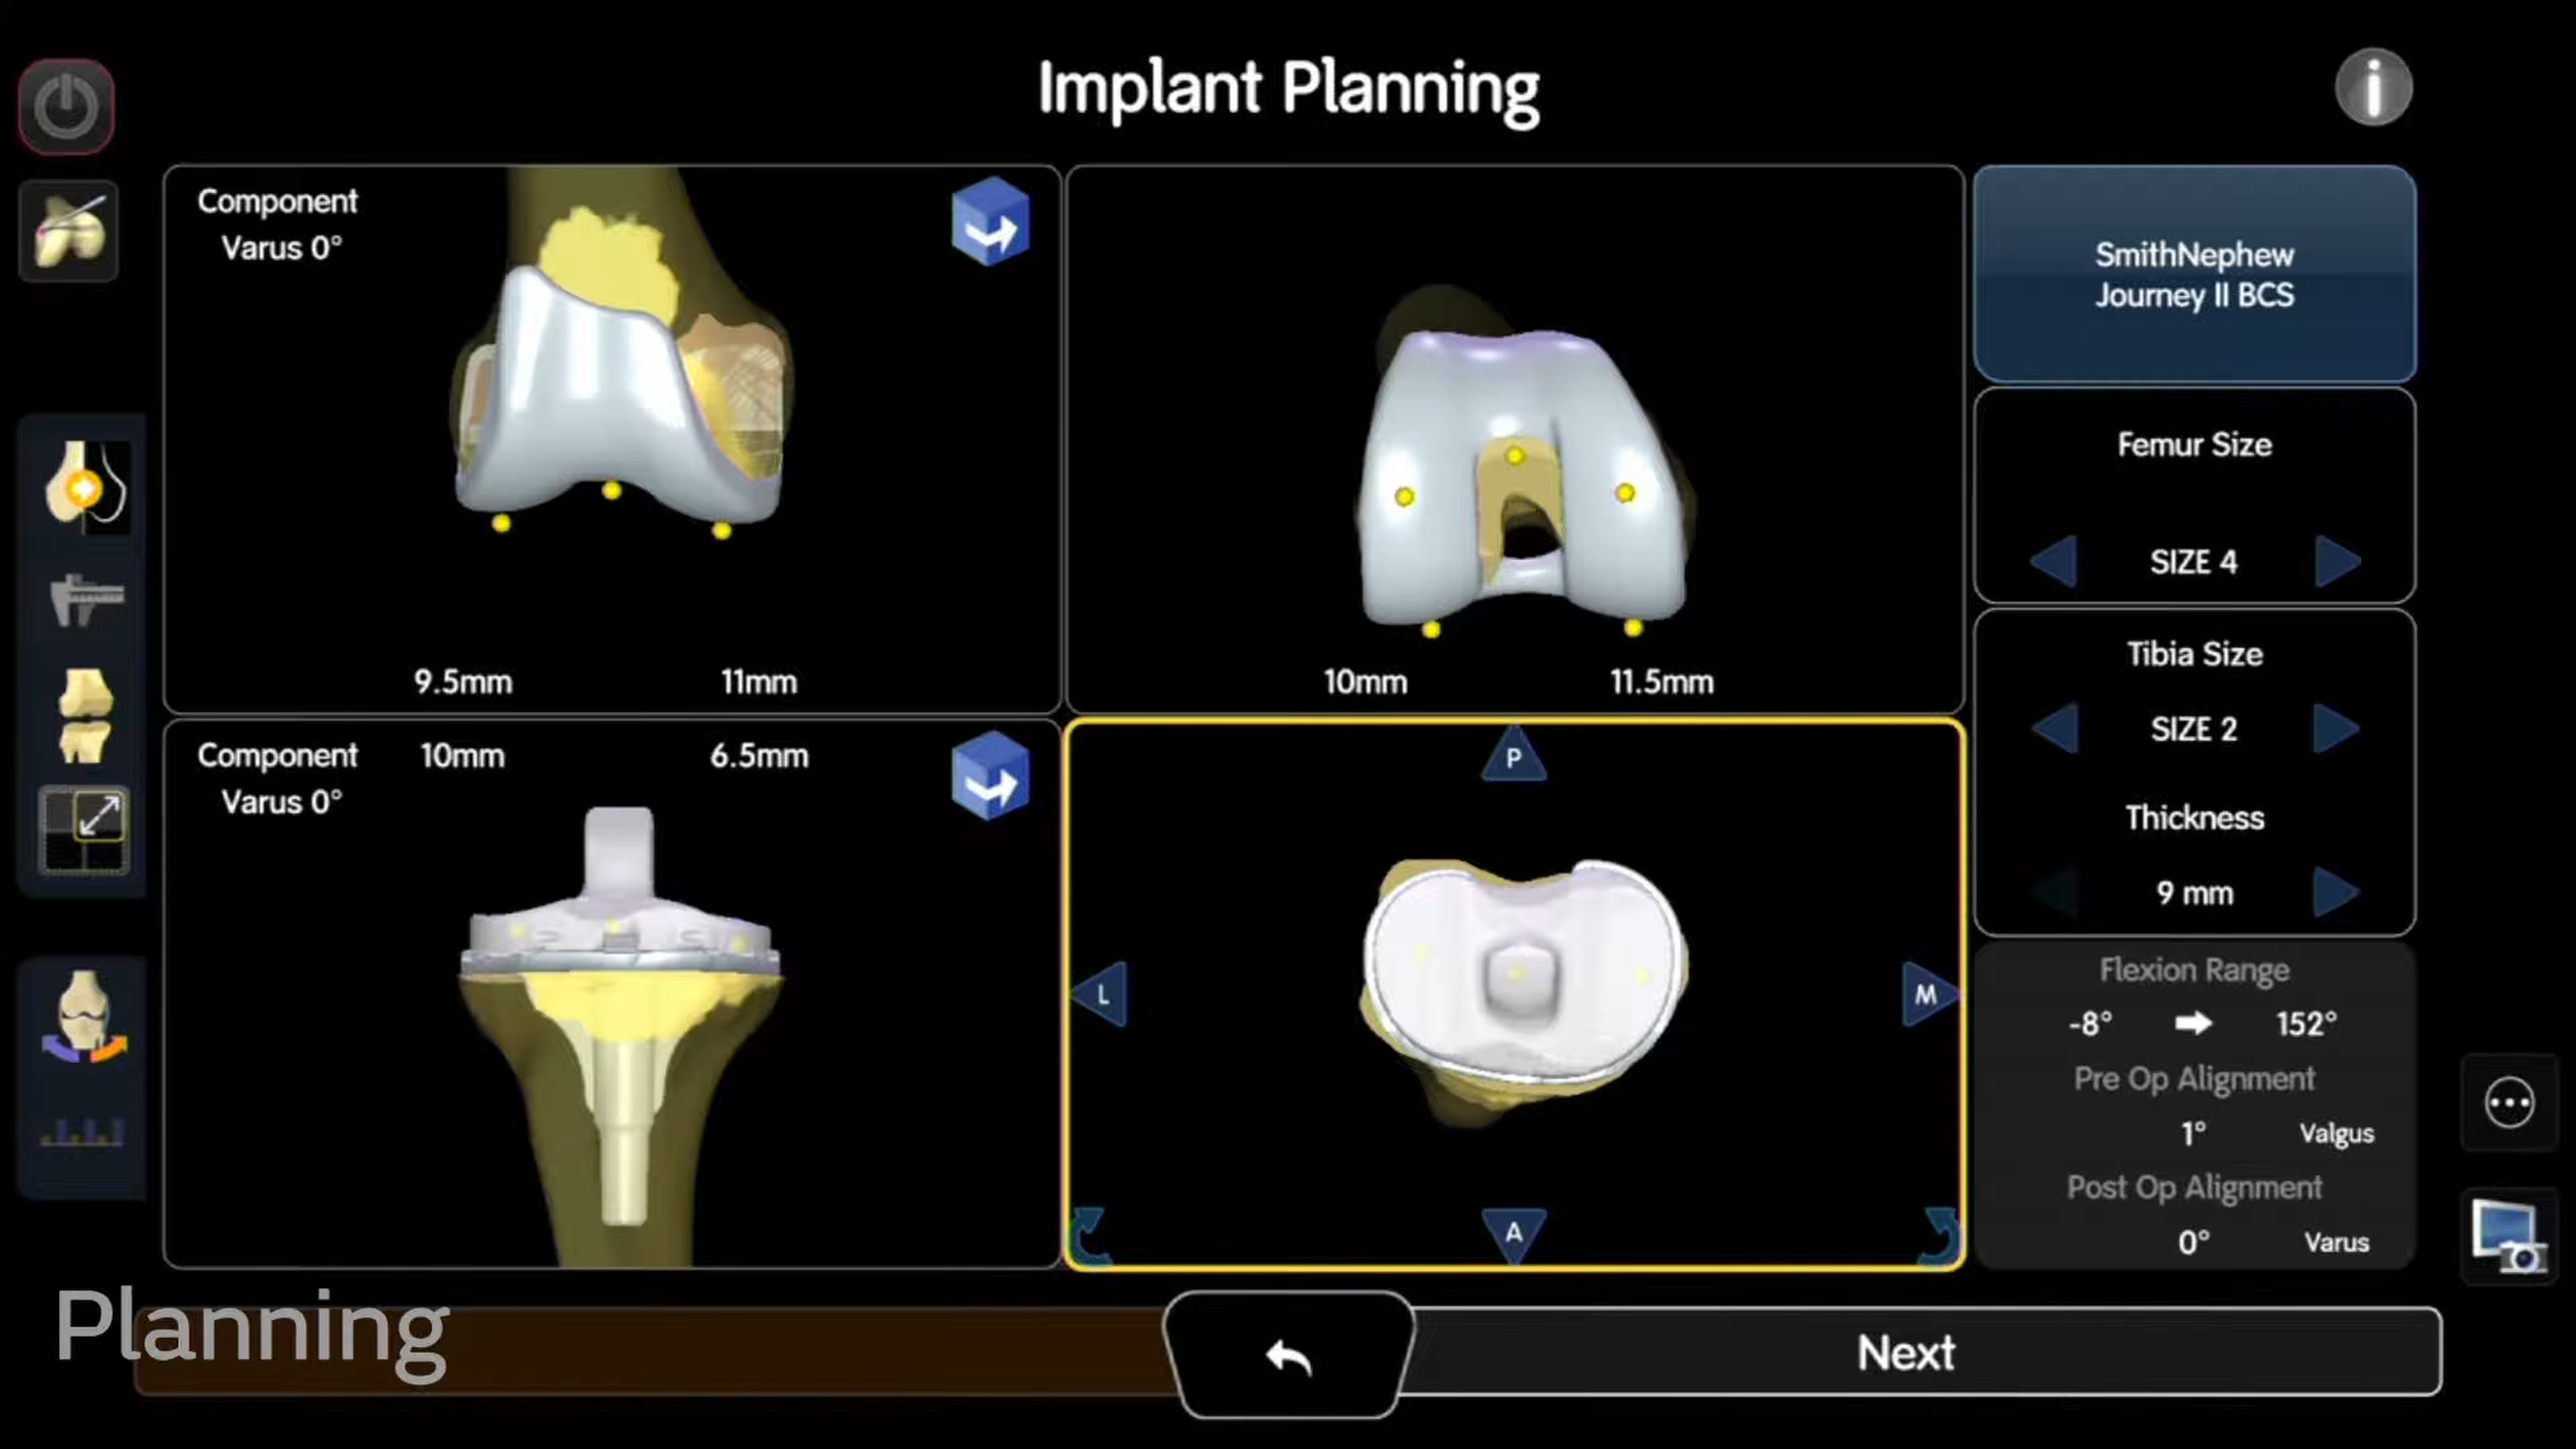 Implant Planning
Component
Varus 0°
9.5mm 11mm
10mm 11.5mm
Component 10mm 6.5mm
Varus 0°
P
L
M
A
SmithNephew
Journey II BCS
Femur Size
SIZE 4
Tibia Size
SIZE 2
Thickness
9 mm
Flexion Range
-8° 152°
Pre Op Alignment
1° Valgus
Post Op Alignment
0° Varus
Planning
Next